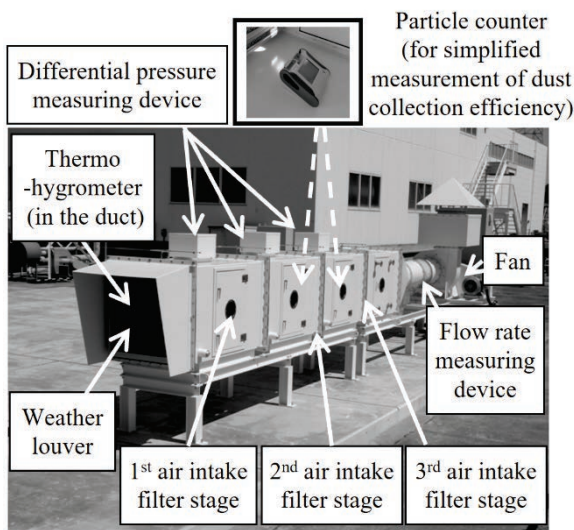 Differential pressure
measuring device
Particle counter
(for simplified
measurement of dust
collection efficiency)
Thermo
-hygrometer
(in the duct)
Fan
Flow rate
measuring
device
Weather
louver
1st air intake
filter stage
2nd air intake
filter stage
3rd air intake
filter stage